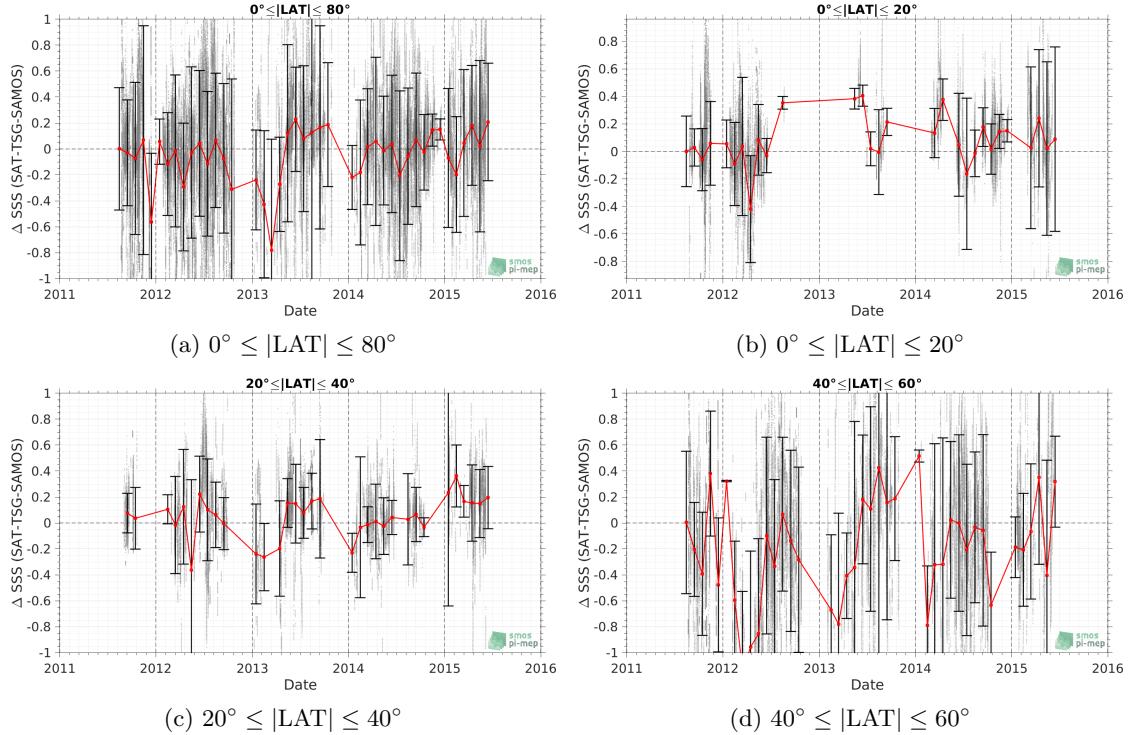 0°≤|LAT|≤ 80°
Δ SSS (SAT-TSG-SAMOS)
1
0.8
0.6
0.4
0.2
0
-0.2
-0.4
-0.6
-0.8
-1
2011 2012 2013 2014 2015 2016
Date
smos
pi-mep
(a) 0° ≤ |LAT| ≤ 80°
0°≤|LAT|≤ 20°
Δ SSS (SAT-TSG-SAMOS)
0.8
0.6
0.4
0.2
0
-0.2
-0.4
-0.6
-0.8
2011 2012 2013 2014 2015 2016
Date
smos
pi-mep
(b) 0° ≤ |LAT| ≤ 20°
20°≤|LAT|≤ 40°
Δ SSS (SAT-TSG-SAMOS)
1
0.8
0.6
0.4
0.2
0
-0.2
-0.4
-0.6
-0.8
-1
2011 2012 2013 2014 2015 2016
Date
smos
pi-mep
(c) 20° ≤ |LAT| ≤ 40°
40°≤|LAT|≤ 60°
Δ SSS (SAT-TSG-SAMOS)
1
0.8
0.6
0.4
0.2
0
-0.2
-0.4
-0.6
-0.8
-1
2011 2012 2013 2014 2015 2016
Date
smos
pi-mep
(d) 40° ≤ |LAT| ≤ 60°